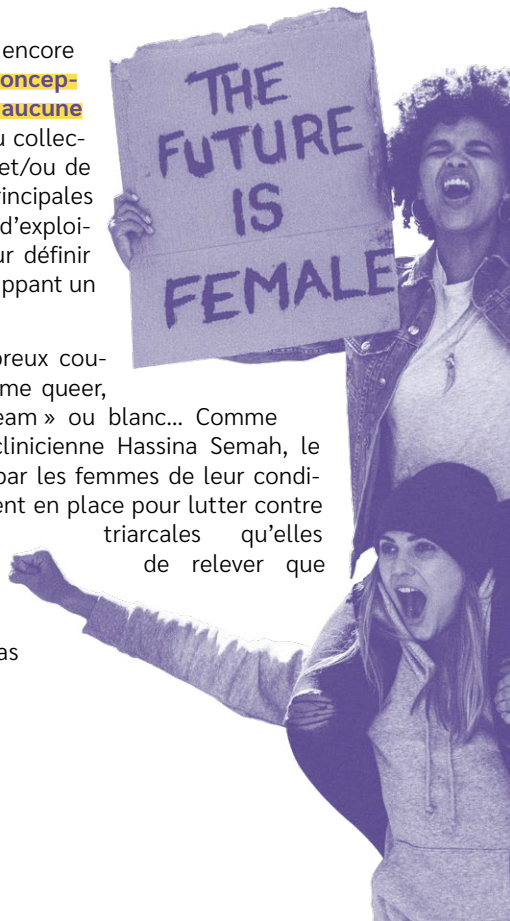 encore
oncep-
aucune
u collec-
et/ou de
rincipales
d'exploi-
ur définir
ppant un
breux cou-
me queer,
eam » ou blanc... Comme
clinicienne Hassina Semah, le
par les femmes de leur condi-
ent en place pour lutter contre
triarcales qu'elles
de relever que
as
THE
FUTURE
IS
FEMALE